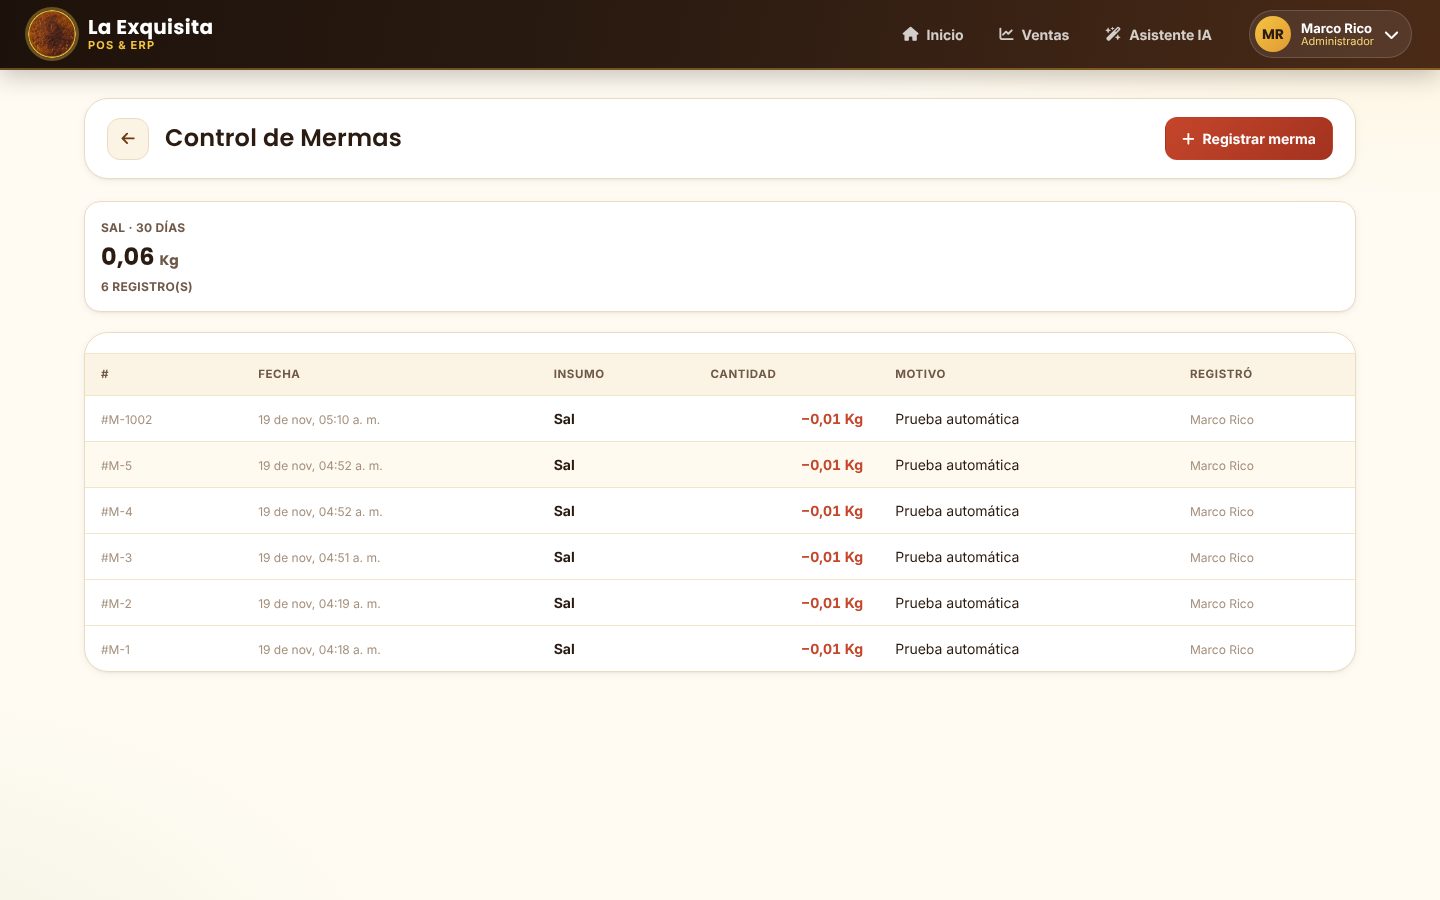 La Exquisita
POS & ERP
Inicio
Ventas
Asistente IA
MR
Marco Rico
Administrador
Control de Mermas
+ Registrar merma
SAL · 30 DÍAS
0,06 Kg
6 REGISTRO(S)
# FECHA INSUMO CANTIDAD MOTIVO REGISTRÓ
#M-1002 19 de nov, 05:10 a. m. Sal −0,01 Kg Prueba automática Marco Rico
#M-5 19 de nov, 04:52 a. m. Sal −0,01 Kg Prueba automática Marco Rico
#M-4 19 de nov, 04:52 a. m. Sal −0,01 Kg Prueba automática Marco Rico
#M-3 19 de nov, 04:51 a. m. Sal −0,01 Kg Prueba automática Marco Rico
#M-2 19 de nov, 04:19 a. m. Sal −0,01 Kg Prueba automática Marco Rico
#M-1 19 de nov, 04:18 a. m. Sal −0,01 Kg Prueba automática Marco Rico